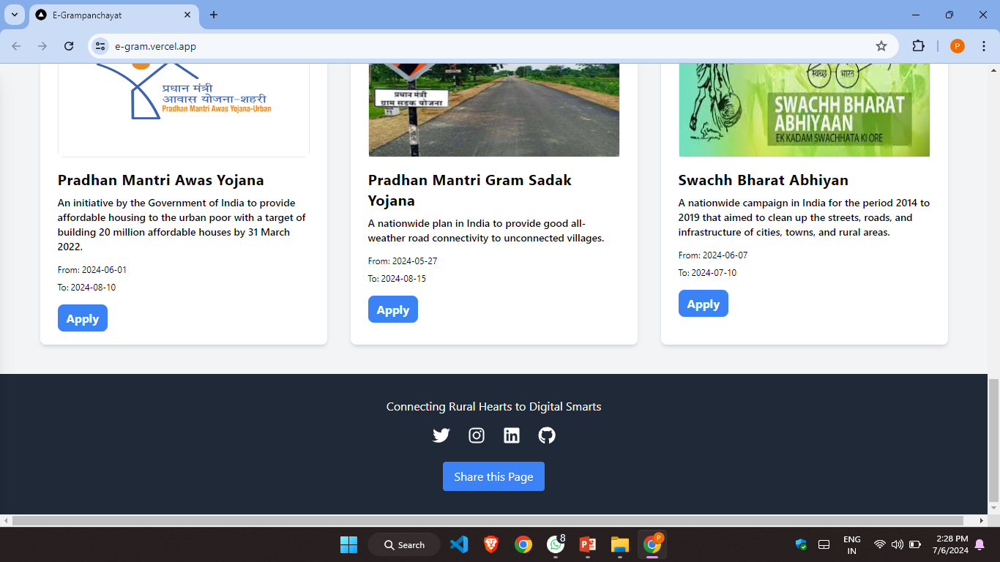 E-Grampanchayat
e-gram.vercel.app
P
प्रधान मंत्री
आवास योजना-शहरी
Pradhan Mantri Awas Yojana-Urban
प्रधान मंत्री
ग्राम सड़क योजना
स्वच्छ भारत
SWACHH BHARAT
ABHIYAAN
EK KADAM SWACHHATA KI ORE
Pradhan Mantri Awas Yojana
An initiative by the Government of India to provide
affordable housing to the urban poor with a target of
building 20 million affordable houses by 31 March
2022.
From: 2024-06-01
To: 2024-08-10
Apply
Pradhan Mantri Gram Sadak
Yojana
A nationwide plan in India to provide good all-
weather road connectivity to unconnected villages.
From: 2024-05-27
To: 2024-08-15
Apply
Swachh Bharat Abhiyan
A nationwide campaign in India for the period 2014 to
2019 that aimed to clean up the streets, roads, and
infrastructure of cities, towns, and rural areas.
From: 2024-06-07
To: 2024-07-10
Apply
Connecting Rural Hearts to Digital Smarts
Share this Page
Search
8
P
ENG
IN
2:28 PM
7/6/2024